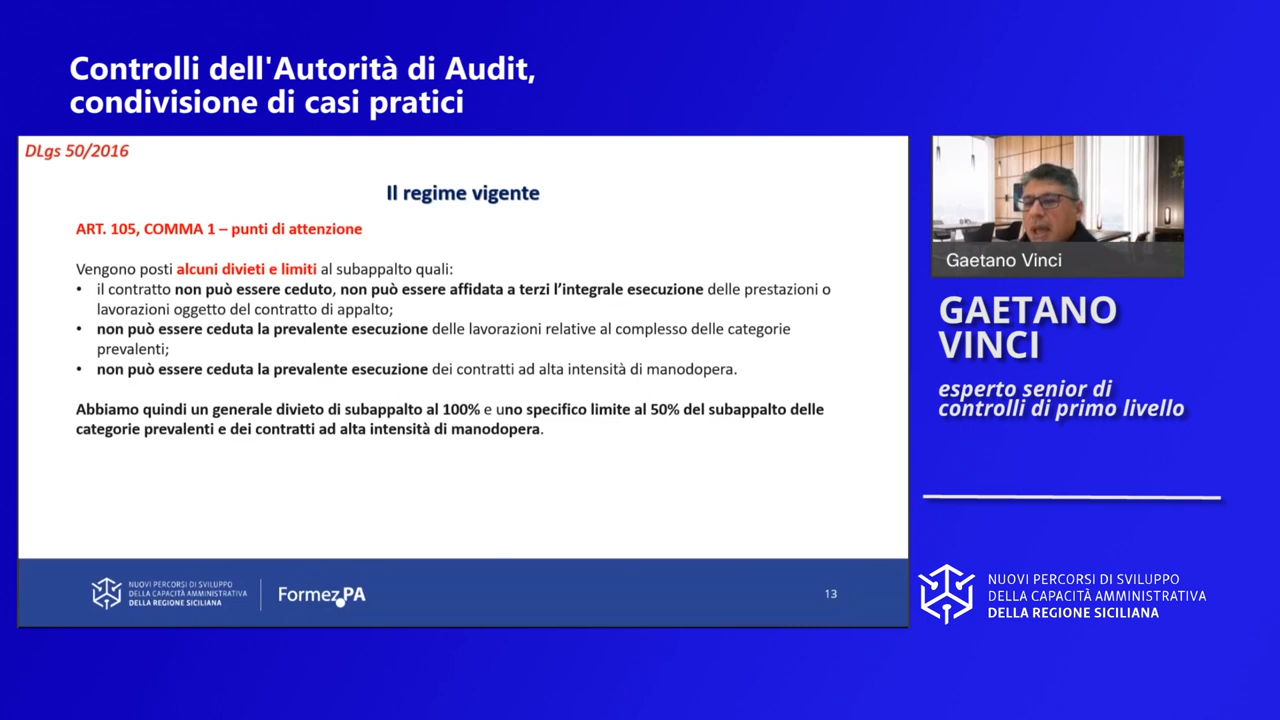 Controlli dell'Autorità di Audit,
condivisione di casi pratici
DLgs 50/2016
Il regime vigente
ART. 105, COMMA 1 – punti di attenzione
Vengono posti alcuni divieti e limiti al subappalto quali:
• il contratto non può essere ceduto, non può essere affidata a terzi l'integrale esecuzione delle prestazioni o
lavorazioni oggetto del contratto di appalto;
• non può essere ceduta la prevalente esecuzione delle lavorazioni relative al complesso delle categorie
prevalenti;
• non può essere ceduta la prevalente esecuzione dei contratti ad alta intensità di manodopera.
Abbiamo quindi un generale divieto di subappalto al 100% e uno specifico limite al 50% del subappalto delle
categorie prevalenti e dei contratti ad alta intensità di manodopera.
NUOVI PERCORSI DI SVILUPPO
DELLA CAPACITÀ AMMINISTRATIVA
DELLA REGIONE SICILIANA
FormezPA
13
Gaetano Vinci
GAETANO
VINCI
esperto senior di
controlli di primo livello
NUOVI PERCORSI DI SVILUPPO
DELLA CAPACITÀ AMMINISTRATIVA
DELLA REGIONE SICILIANA